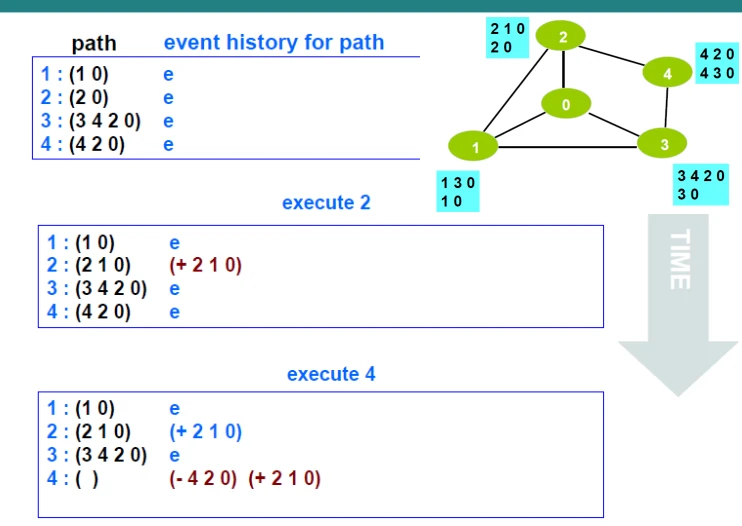 path event history for path
1 : (1 0) e
2 : (2 0) e
3 : (3 4 2 0) e
4 : (4 2 0) e
2 1 0
2 0
2
4 2 0
4 3 0
4
0
1
3
1 3 0
1 0
3 4 2 0
3 0
execute 2
1 : (1 0) e
2 : (2 1 0) (+ 2 1 0)
3 : (3 4 2 0) e
4 : (4 2 0) e
TIME
execute 4
1 : (1 0) e
2 : (2 1 0) (+ 2 1 0)
3 : (3 4 2 0) e
4 : ( ) (- 4 2 0) (+ 2 1 0)